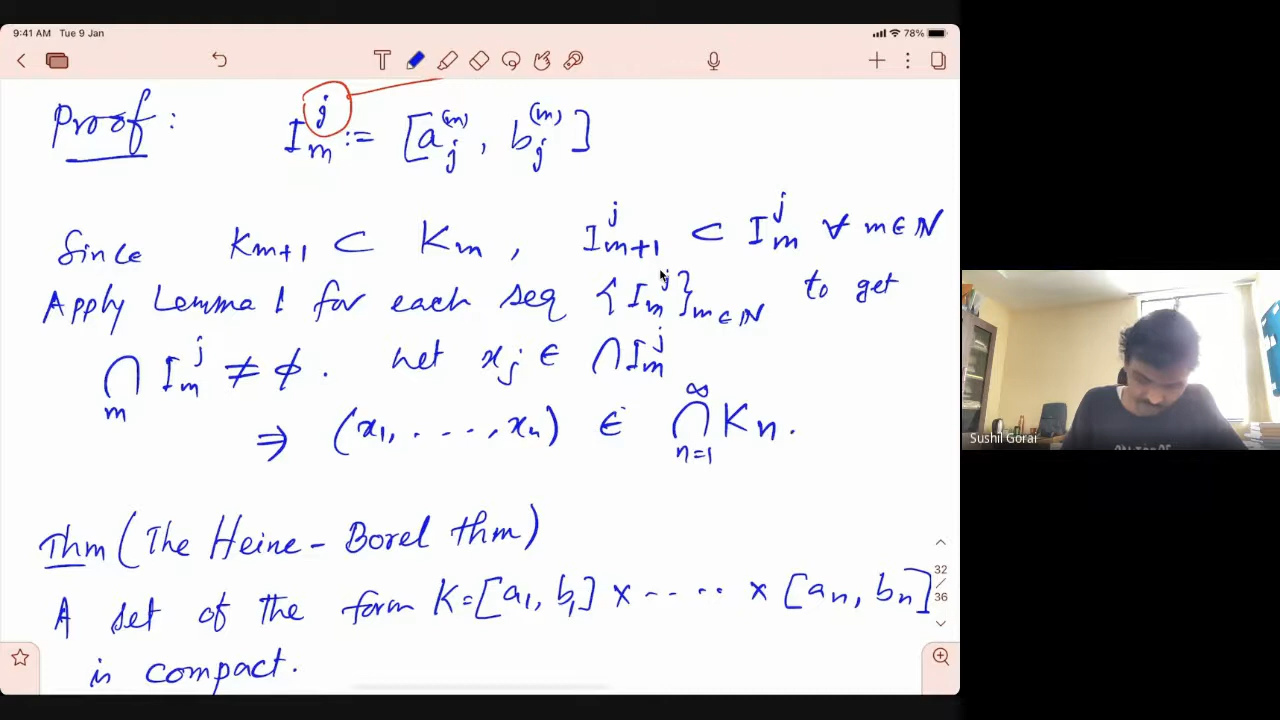 9:41 AM Tue 9 Jan
78%
Proof : I_m^j := [a_j^{(m)}, b_j^{(m)}]
Since K_{m+1} ⊂ K_m , I_{m+1}^j ⊂ I_m^j ∀ m ∈ ℕ
Apply Lemma 1 for each seq {I_m^j}_{m∈ℕ} to get
⋂_m I_m^j ≠ ϕ . Let x_j ∈ ⋂ I_m^j
⇒ (x_1, . . . . , x_n) ∈ ⋂_{n=1}^∞ K_n .
Thm (The Heine - Borel thm)
A set of the form K = [a_1, b_1] × ----- × [a_n, b_n]
is compact.
32
36
Sushil Gorai